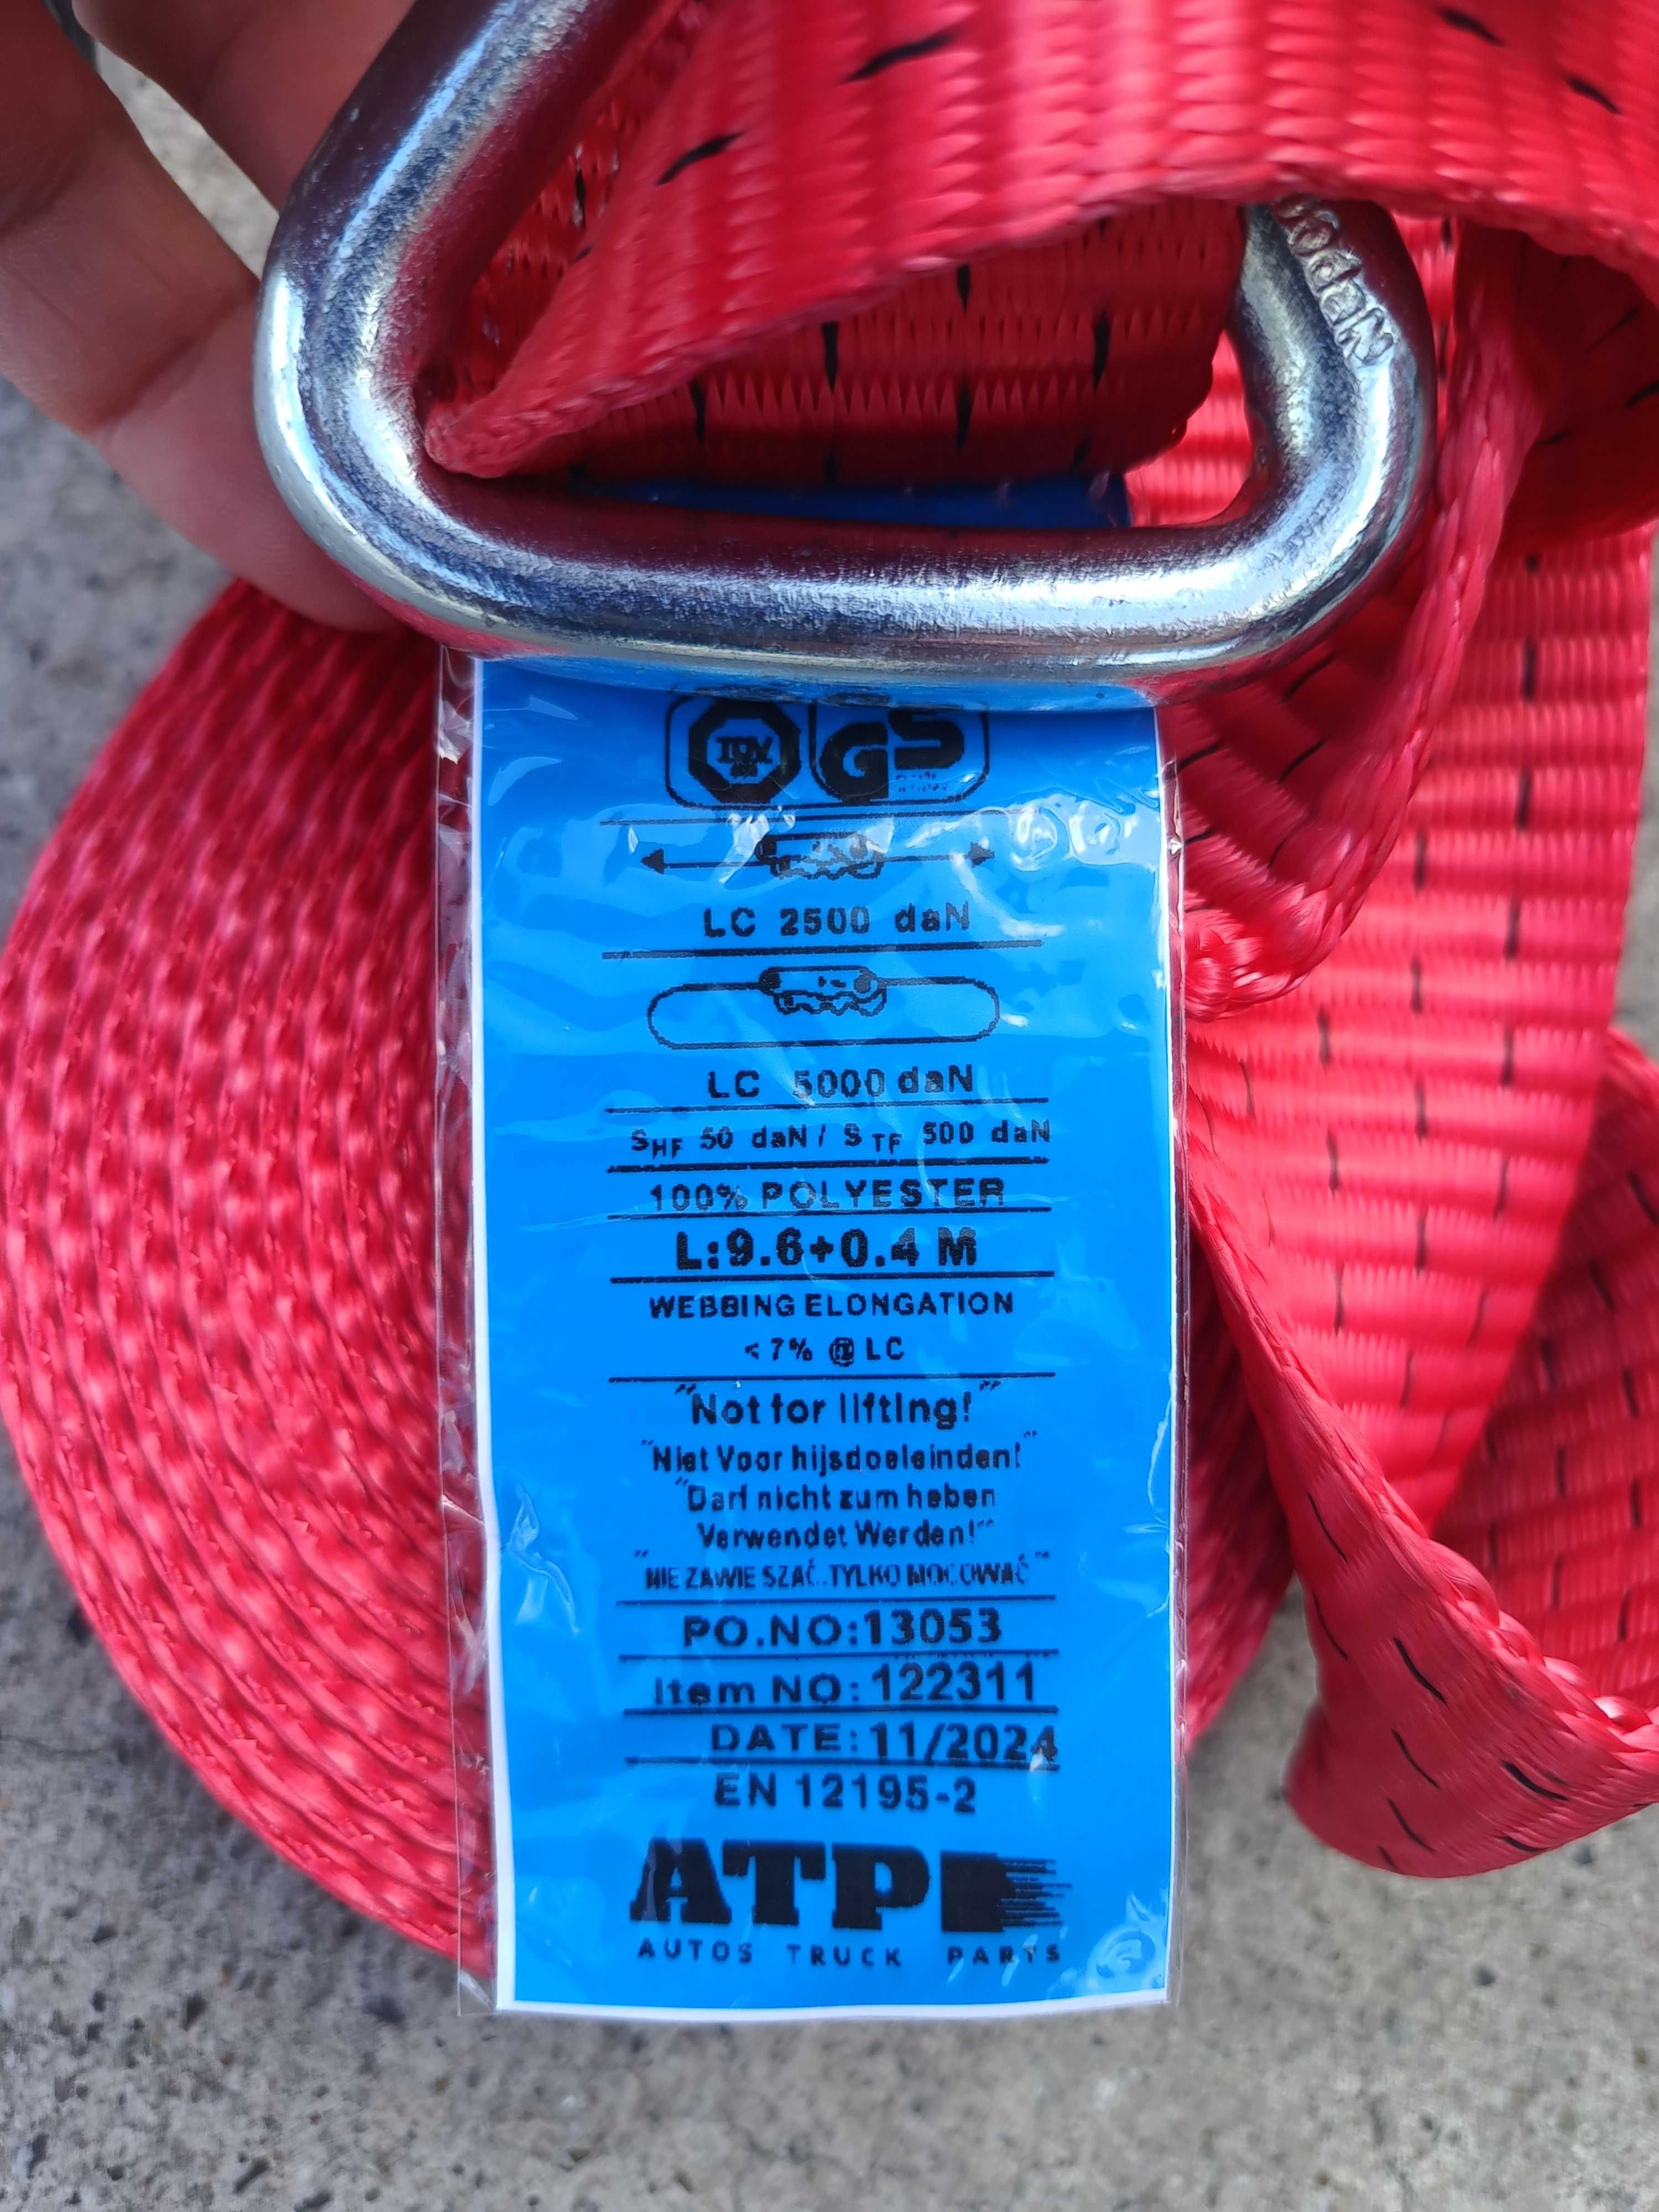 TÜV
GS
LC 2500 daN
LC 5000 daN
SHF 50 daN / STF 500 daN
100% POLYESTER
L:9.6+0.4 M
WEBBING ELONGATION
<7% @ LC
"Not for lifting!"
"Niet Voor hijsdoeleinden!"
"Darf nicht zum heben
Verwendet Werden!"
"NIE ZAWIE SZAĆ-TYLKO MOCOWAĆ"
PO.NO:13053
Item NO: 122311
DATE: 11/2024
EN 12195-2
ATP
AUTOS TRUCK PARTS